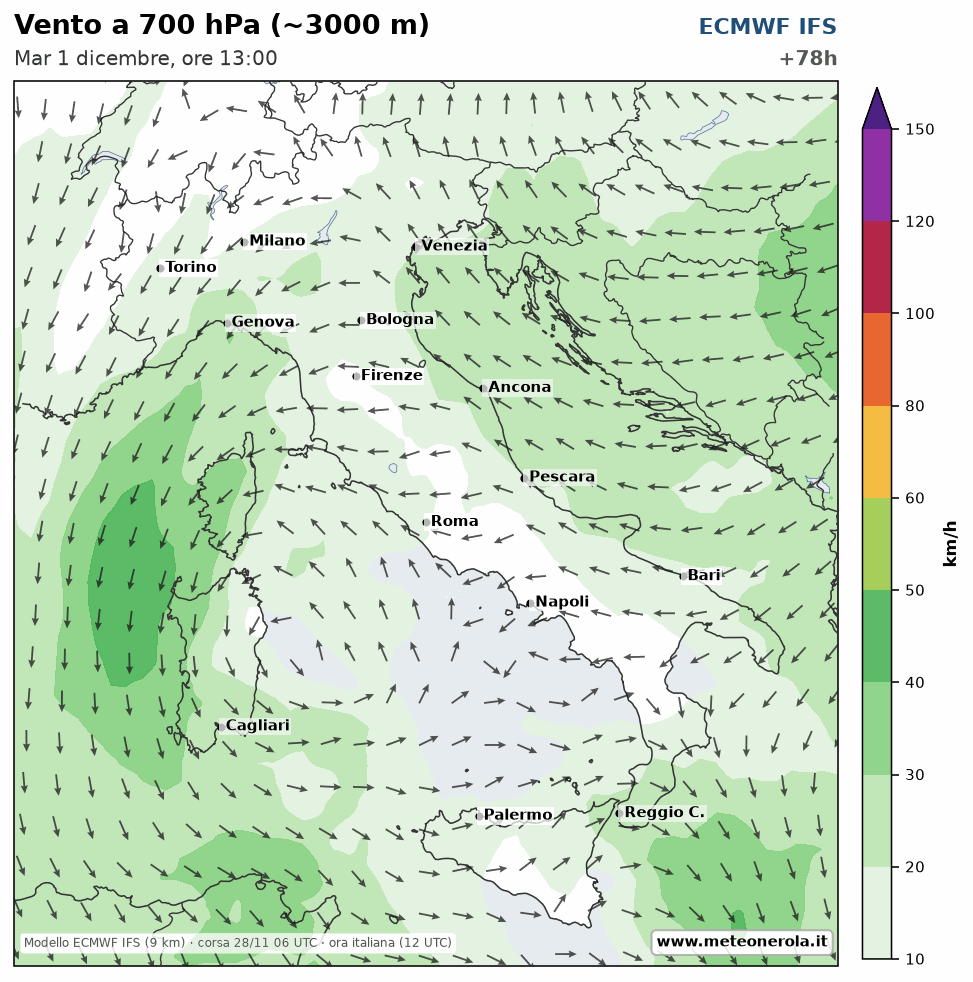 Vento a 700 hPa (~3000 m)
ECMWF IFS
Mar 1 dicembre, ore 13:00
+78h
Milano
Venezia
Torino
Genova
Bologna
Firenze
Ancona
Pescara
Roma
Bari
Napoli
Cagliari
Palermo
Reggio C.
150
120
100
80
60
50
40
30
20
10
km/h
Modello ECMWF IFS (9 km) · corsa 28/11 06 UTC · ora italiana (12 UTC)
www.meteonerola.it